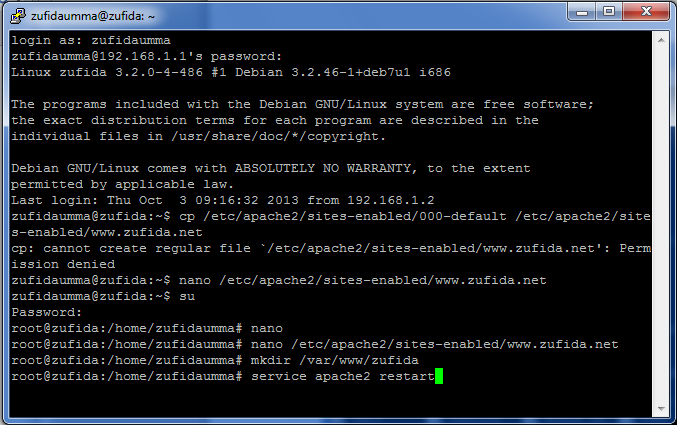 zufidaumma@zufida: ~
login as: zufidaumma
zufidaumma@192.168.1.1's password:
Linux zufida 3.2.0-4-486 #1 Debian 3.2.46-1+deb7u1 i686
The programs included with the Debian GNU/Linux system are free software;
the exact distribution terms for each program are described in the
individual files in /usr/share/doc/*/copyright.
Debian GNU/Linux comes with ABSOLUTELY NO WARRANTY, to the extent
permitted by applicable law.
Last login: Thu Oct  3 09:16:32 2013 from 192.168.1.2
zufidaumma@zufida:~$ cp /etc/apache2/sites-enabled/000-default /etc/apache2/site
s-enabled/www.zufida.net
cp: cannot create regular file `/etc/apache2/sites-enabled/www.zufida.net': Perm
ission denied
zufidaumma@zufida:~$ nano /etc/apache2/sites-enabled/www.zufida.net
zufidaumma@zufida:~$ su
Password:
root@zufida:/home/zufidaumma# nano
root@zufida:/home/zufidaumma# nano /etc/apache2/sites-enabled/www.zufida.net
root@zufida:/home/zufidaumma# mkdir /var/www/zufida
root@zufida:/home/zufidaumma# service apache2 restart